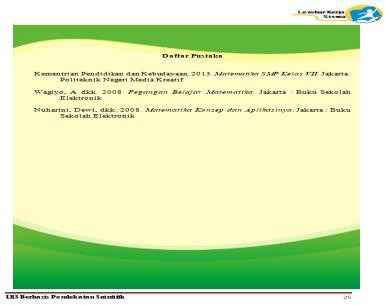 Lembar Kerja
Siswa
Daftar Pustaka
Kementrian Pendidikan dan Kebudayaan. 2013. Matematika SMP Kelas VII. Jakarta:
Politeknik Negeri Media Kreatif
Wagiyo, A. dkk. 2008. Pegangan Belajar Matematika. Jakarta : Buku Sekolah
Elektronik
Nuharini, Dewi, dkk. 2008. Matematika Konsep dan Aplikasinya. Jakarta : Buku
Sekolah Elektronik
LKS Berbasis Pendekatan Saintifik 26